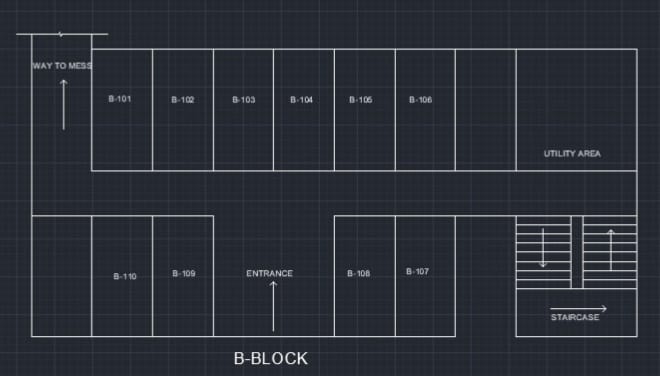 WAY TO MESS
B-101
B-102
B-103
B-104
B-105
B-106
UTILITY AREA
B-110
B-109
ENTRANCE
B-108
B-107
STAIRCASE
B-BLOCK